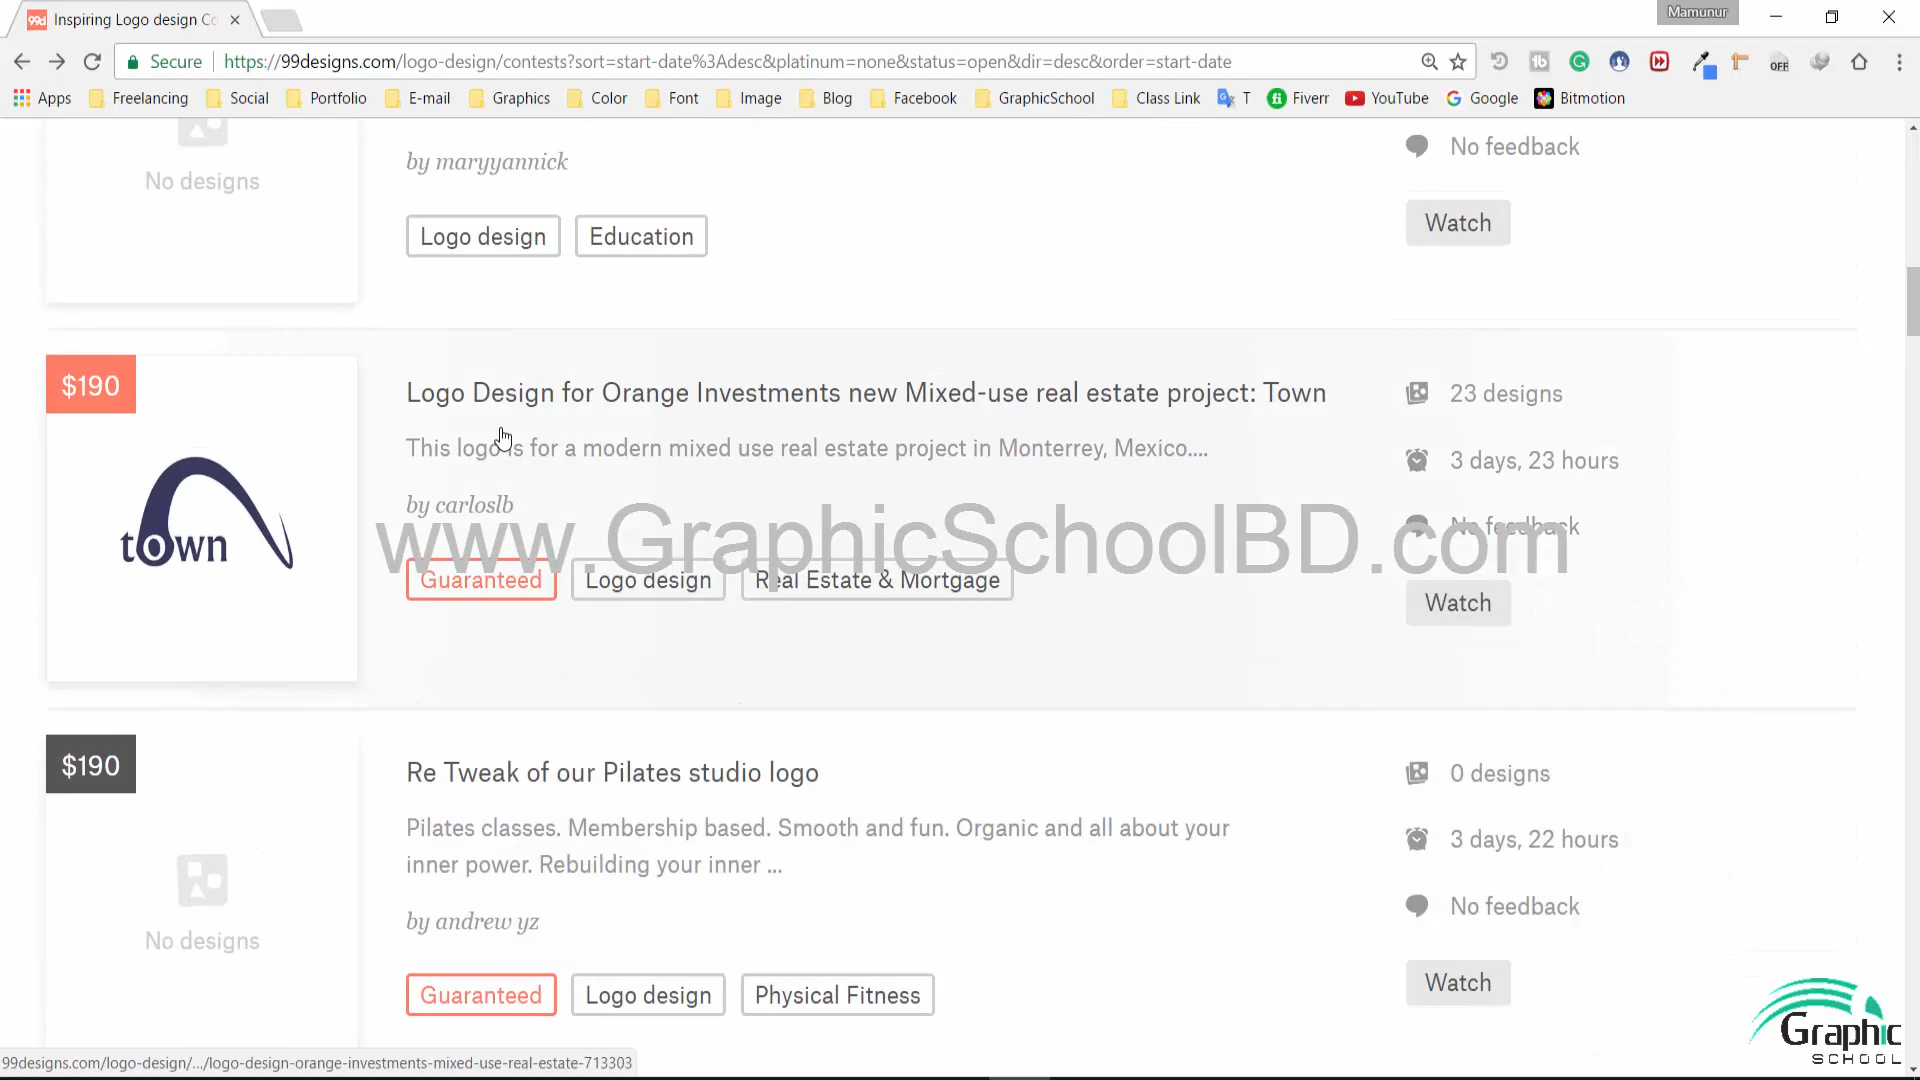 Inspiring Logo design Co
Mamunur
Secure https://99designs.com/logo-design/contests?sort=start-date%3Adesc&platinum=none&status=open&dir=desc&order=start-date
OFF
Apps Freelancing Social Portfolio E-mail Graphics Color Font Image Blog Facebook GraphicSchool Class Link T Fiverr YouTube Google Bitmotion
No designs
by maryyannick
No feedback
Logo design Education
Watch
$190
town
Logo Design for Orange Investments new Mixed-use real estate project: Town
23 designs
This logo is for a modern mixed use real estate project in Monterrey, Mexico....
3 days, 23 hours
by carloslb
No feedback
www.GraphicSchoolBD.com
Guaranteed Logo design Real Estate & Mortgage
Watch
$190
Re Tweak of our Pilates studio logo
0 designs
Pilates classes. Membership based. Smooth and fun. Organic and all about your
inner power. Rebuilding your inner ...
3 days, 22 hours
by andrew yz
No feedback
No designs
Guaranteed Logo design Physical Fitness
Watch
Graphic
SCHOOL
99designs.com/logo-design/.../logo-design-orange-investments-mixed-use-real-estate-713303